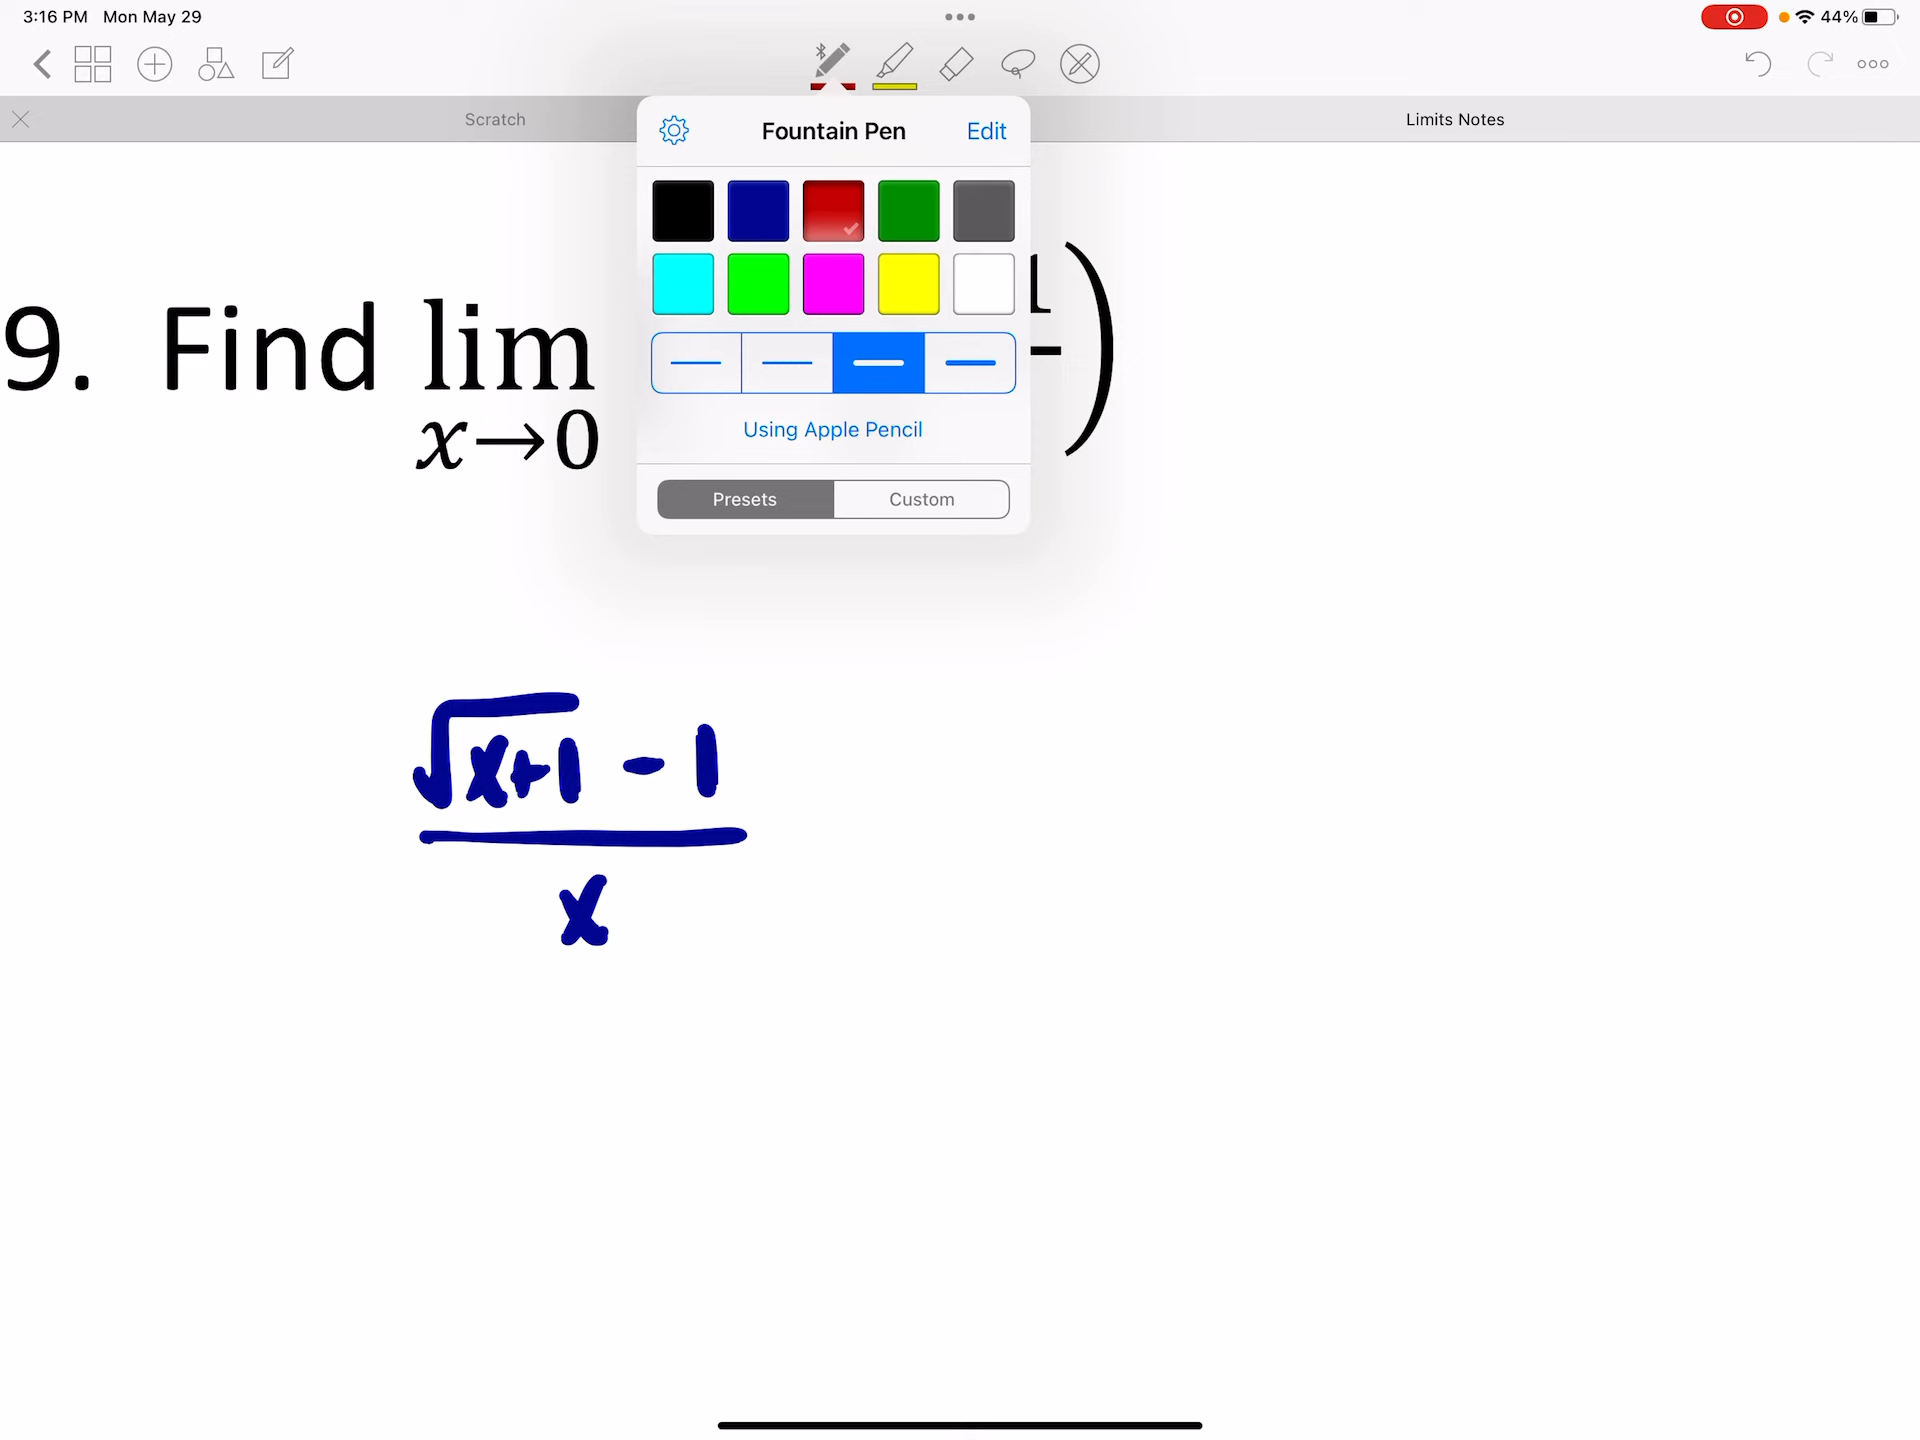 3:16 PM Mon May 29
44%
Scratch
Limits Notes
Fountain Pen
Edit
Using Apple Pencil
Presets
Custom
9. Find lim
x→0
1
)
√x+1 - 1
x